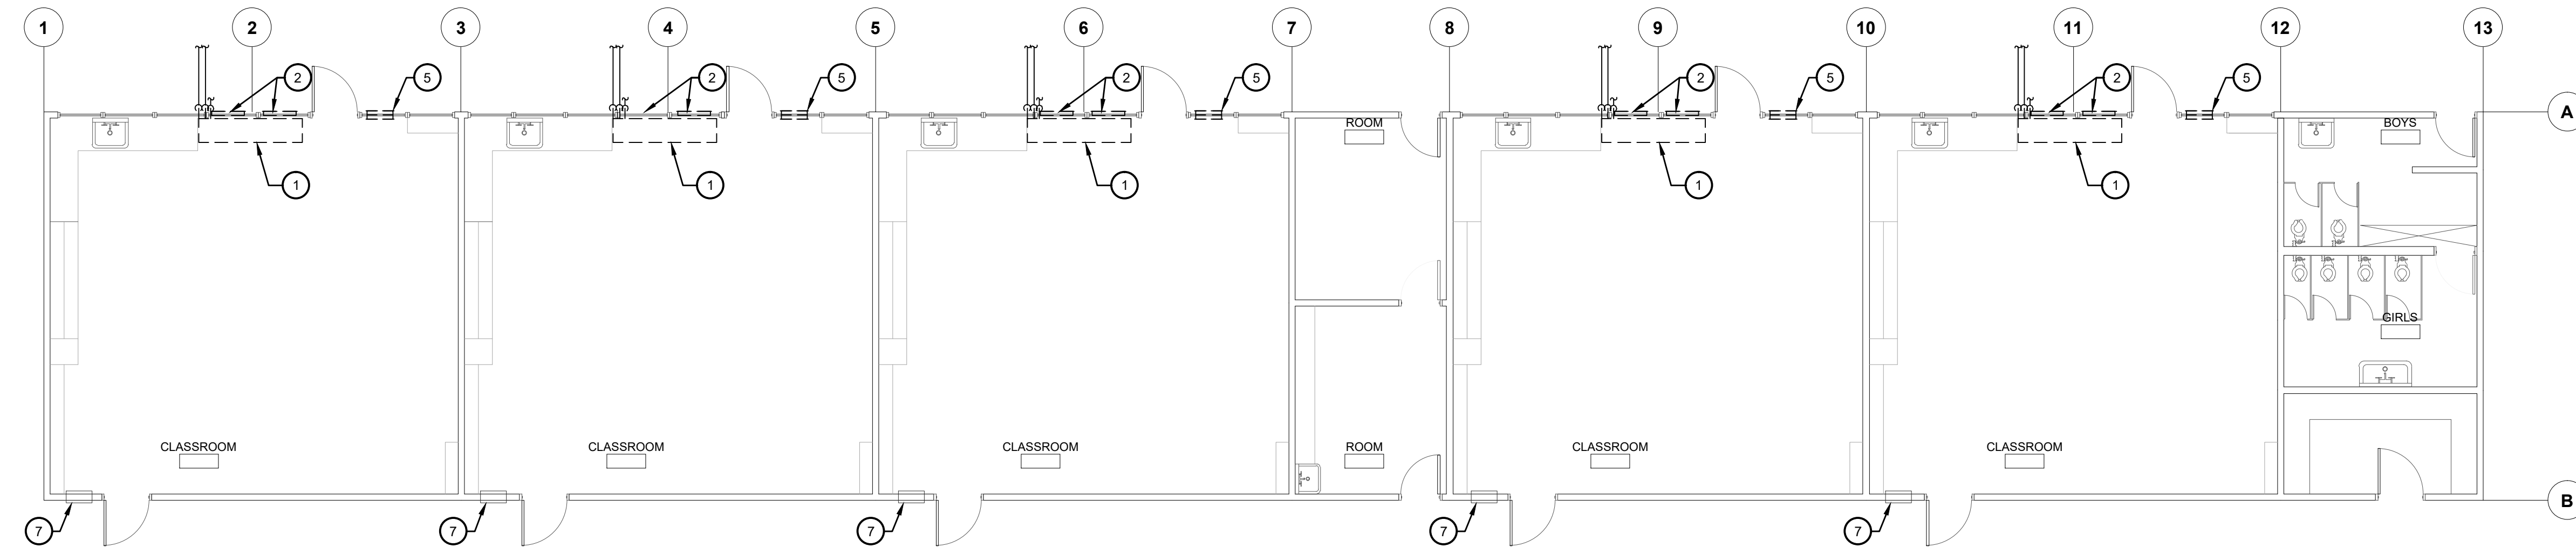 1 2 3 4 5 6 7 8 9 10 11 12 13
2 5 2 5 2 5 2 5 2 5
A
ROOM BOYS
1 1 1 1 1
GIRLS
CLASSROOM CLASSROOM CLASSROOM ROOM CLASSROOM CLASSROOM
B
7 7 7 7 7